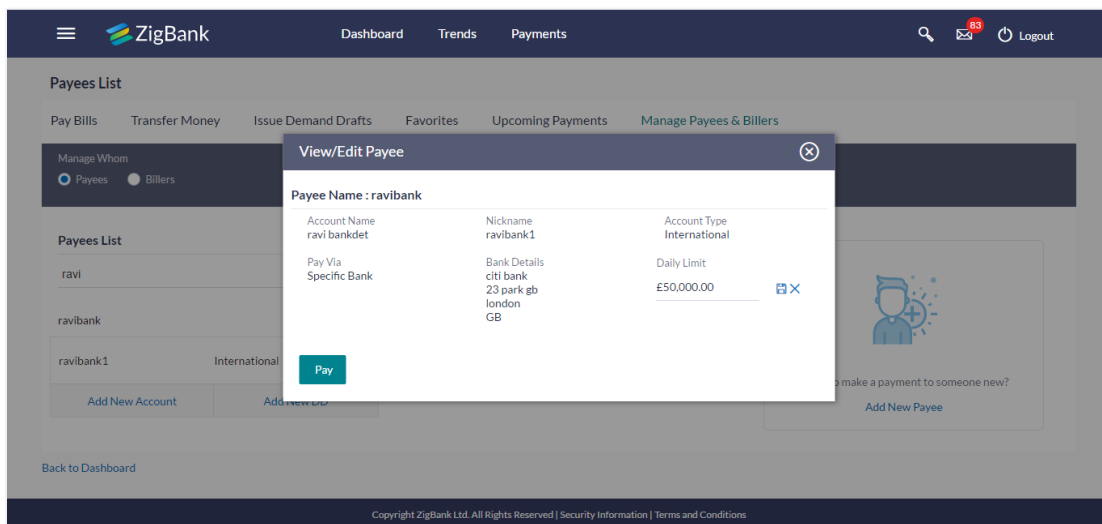 ZigBank
Dashboard Trends Payments
83
Logout
Payees List
Pay Bills Transfer Money Issue Demand Drafts Favorites Upcoming Payments Manage Payees & Billers
View/Edit Payee
Manage Whom
Payees Billers
Payee Name : ravibank
Account Name Nickname Account Type
ravi bankdet ravibank1 International
Pay Via Bank Details Daily Limit
Specific Bank citi bank
23 park gb £50,000.00
london
GB
Payees List
ravi
ravibank
ravibank1 International
Pay
make a payment to someone new?
Add New Account Add New DD
Add New Payee
Back to Dashboard
Copyright ZigBank Ltd. All Rights Reserved | Security Information | Terms and Conditions